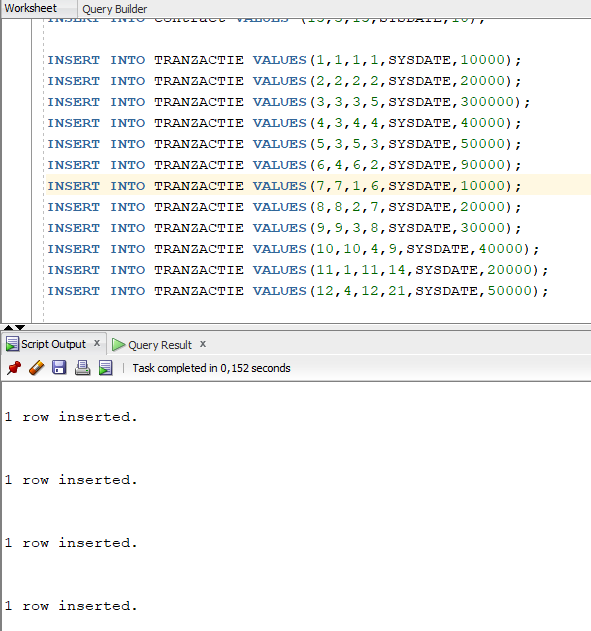 Worksheet Query Builder
INSERT INTO Contract VALUES (15,5,15,SYSDATE,10);
INSERT INTO TRANZACTIE VALUES(1,1,1,1,SYSDATE,10000);
INSERT INTO TRANZACTIE VALUES(2,2,2,2,SYSDATE,20000);
INSERT INTO TRANZACTIE VALUES(3,3,3,5,SYSDATE,300000);
INSERT INTO TRANZACTIE VALUES(4,3,4,4,SYSDATE,40000);
INSERT INTO TRANZACTIE VALUES(5,3,5,3,SYSDATE,50000);
INSERT INTO TRANZACTIE VALUES(6,4,6,2,SYSDATE,90000);
INSERT INTO TRANZACTIE VALUES(7,7,1,6,SYSDATE,10000);
INSERT INTO TRANZACTIE VALUES(8,8,2,7,SYSDATE,20000);
INSERT INTO TRANZACTIE VALUES(9,9,3,8,SYSDATE,30000);
INSERT INTO TRANZACTIE VALUES(10,10,4,9,SYSDATE,40000);
INSERT INTO TRANZACTIE VALUES(11,1,11,14,SYSDATE,20000);
INSERT INTO TRANZACTIE VALUES(12,4,12,21,SYSDATE,50000);
Script Output x Query Result x
Task completed in 0,152 seconds
1 row inserted.
1 row inserted.
1 row inserted.
1 row inserted.